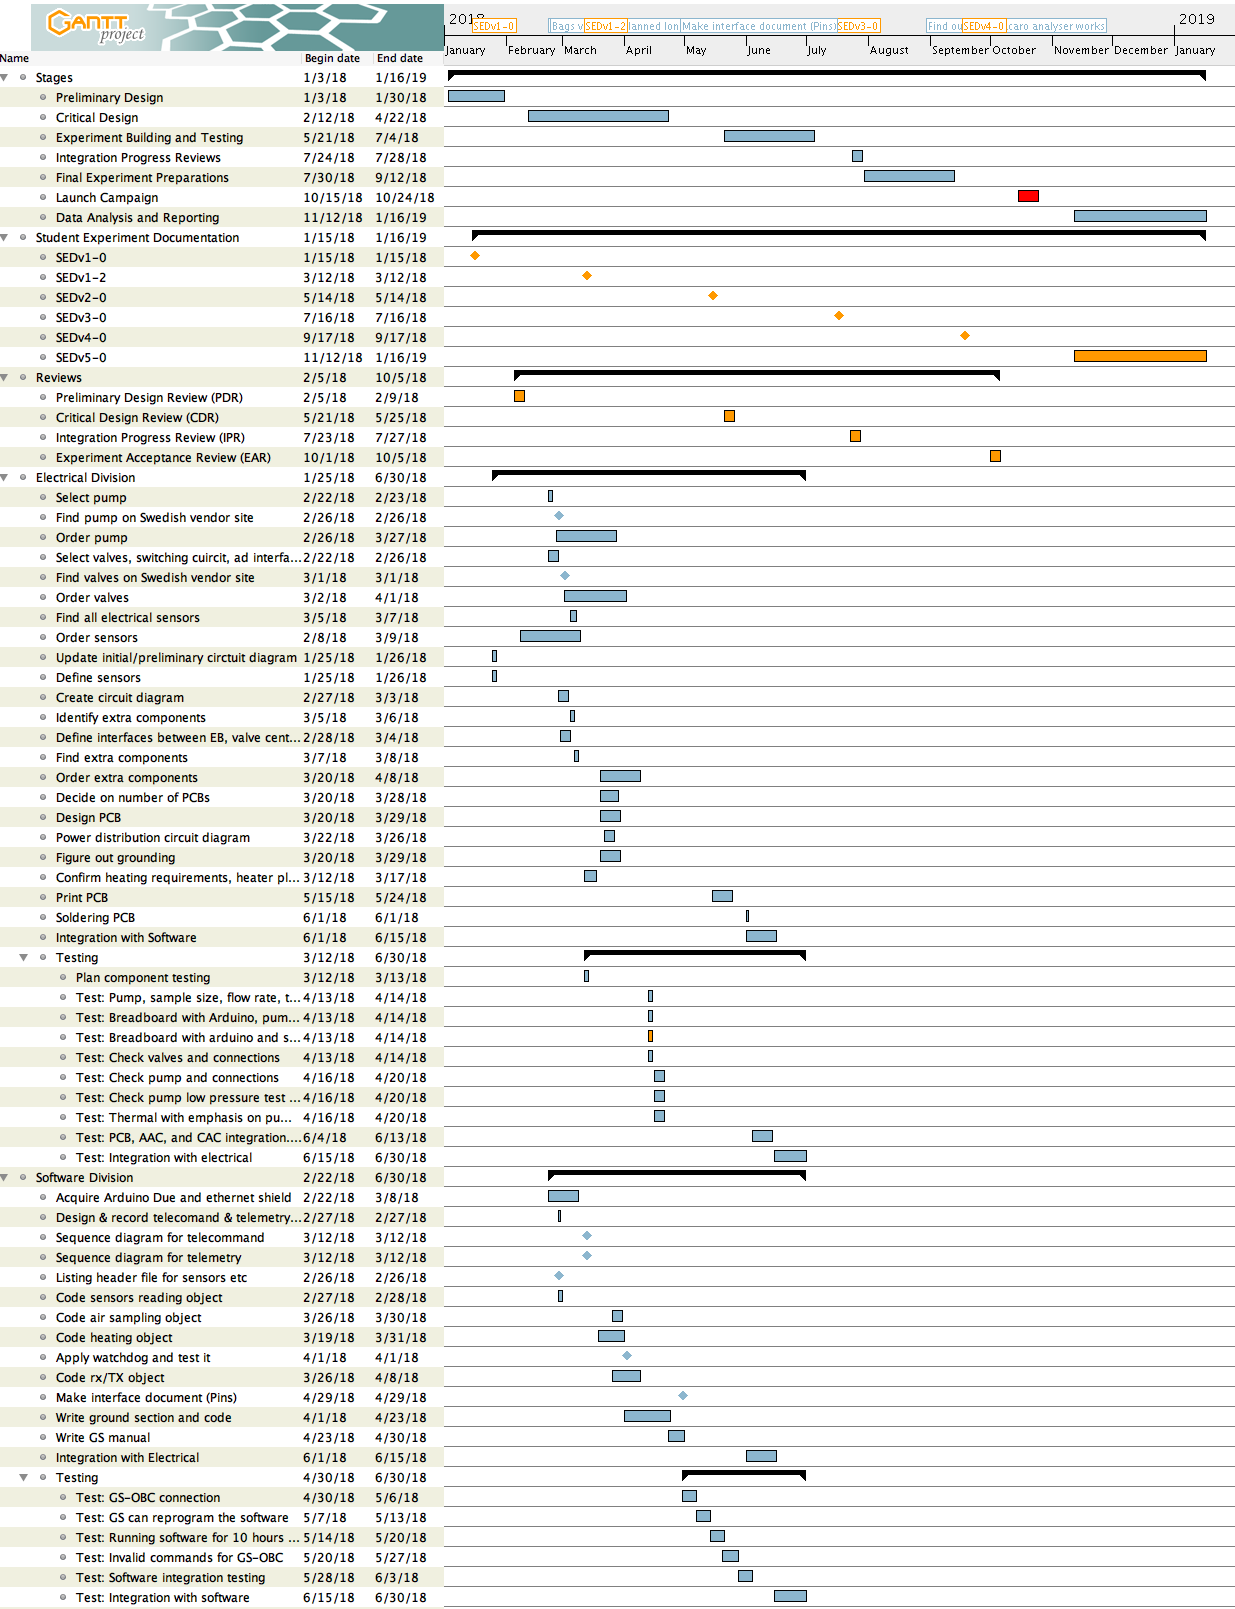 GANTT project
2018 2019
SEDv1-0 Bags v SEDv1-2 lanned lon Make interface document (Pins) SEDv3-0 Find ou SEDv4-0 caro analyser works
January February March April May June July August September October November December January
Name Begin date End date
Stages 1/3/18 1/16/19
Preliminary Design 1/3/18 1/30/18
Critical Design 2/12/18 4/22/18
Experiment Building and Testing 5/21/18 7/4/18
Integration Progress Reviews 7/24/18 7/28/18
Final Experiment Preparations 7/30/18 9/12/18
Launch Campaign 10/15/18 10/24/18
Data Analysis and Reporting 11/12/18 1/16/19
Student Experiment Documentation 1/15/18 1/16/19
SEDv1-0 1/15/18 1/15/18
SEDv1-2 3/12/18 3/12/18
SEDv2-0 5/14/18 5/14/18
SEDv3-0 7/16/18 7/16/18
SEDv4-0 9/17/18 9/17/18
SEDv5-0 11/12/18 1/16/19
Reviews 2/5/18 10/5/18
Preliminary Design Review (PDR) 2/5/18 2/9/18
Critical Design Review (CDR) 5/21/18 5/25/18
Integration Progress Review (IPR) 7/23/18 7/27/18
Experiment Acceptance Review (EAR) 10/1/18 10/5/18
Electrical Division 1/25/18 6/30/18
Select pump 2/22/18 2/23/18
Find pump on Swedish vendor site 2/26/18 2/26/18
Order pump 2/26/18 3/27/18
Select valves, switching cuircit, ad interfa... 2/22/18 2/26/18
Find valves on Swedish vendor site 3/1/18 3/1/18
Order valves 3/2/18 4/1/18
Find all electrical sensors 3/5/18 3/7/18
Order sensors 2/8/18 3/9/18
Update initial/preliminary circtuit diagram 1/25/18 1/26/18
Define sensors 1/25/18 1/26/18
Create circuit diagram 2/27/18 3/3/18
Identify extra components 3/5/18 3/6/18
Define interfaces between EB, valve cent... 2/28/18 3/4/18
Find extra components 3/7/18 3/8/18
Order extra components 3/20/18 4/8/18
Decide on number of PCBs 3/20/18 3/28/18
Design PCB 3/20/18 3/29/18
Power distribution circuit diagram 3/22/18 3/26/18
Figure out grounding 3/20/18 3/29/18
Confirm heating requirements, heater pl... 3/12/18 3/17/18
Print PCB 5/15/18 5/24/18
Soldering PCB 6/1/18 6/1/18
Integration with Software 6/1/18 6/15/18
Testing 3/12/18 6/30/18
Plan component testing 3/12/18 3/13/18
Test: Pump, sample size, flow rate, t... 4/13/18 4/14/18
Test: Breadboard with Arduino, pum... 4/13/18 4/14/18
Test: Breadboard with arduino and s... 4/13/18 4/14/18
Test: Check valves and connections 4/13/18 4/14/18
Test: Check pump and connections 4/16/18 4/20/18
Test: Check pump low pressure test ... 4/16/18 4/20/18
Test: Thermal with emphasis on pu... 4/16/18 4/20/18
Test: PCB, AAC, and CAC integration.... 6/4/18 6/13/18
Test: Integration with electrical 6/15/18 6/30/18
Software Division 2/22/18 6/30/18
Acquire Arduino Due and ethernet shield 2/22/18 3/8/18
Design & record telecomand & telemetry... 2/27/18 2/27/18
Sequence diagram for telecommand 3/12/18 3/12/18
Sequence diagram for telemetry 3/12/18 3/12/18
Listing header file for sensors etc 2/26/18 2/26/18
Code sensors reading object 2/27/18 2/28/18
Code air sampling object 3/26/18 3/30/18
Code heating object 3/19/18 3/31/18
Apply watchdog and test it 4/1/18 4/1/18
Code rx/TX object 3/26/18 4/8/18
Make interface document (Pins) 4/29/18 4/29/18
Write ground section and code 4/1/18 4/23/18
Write GS manual 4/23/18 4/30/18
Integration with Electrical 6/1/18 6/15/18
Testing 4/30/18 6/30/18
Test: GS-OBC connection 4/30/18 5/6/18
Test: GS can reprogram the software 5/7/18 5/13/18
Test: Running software for 10 hours ... 5/14/18 5/20/18
Test: Invalid commands for GS-OBC 5/20/18 5/27/18
Test: Software integration testing 5/28/18 6/3/18
Test: Integration with software 6/15/18 6/30/18